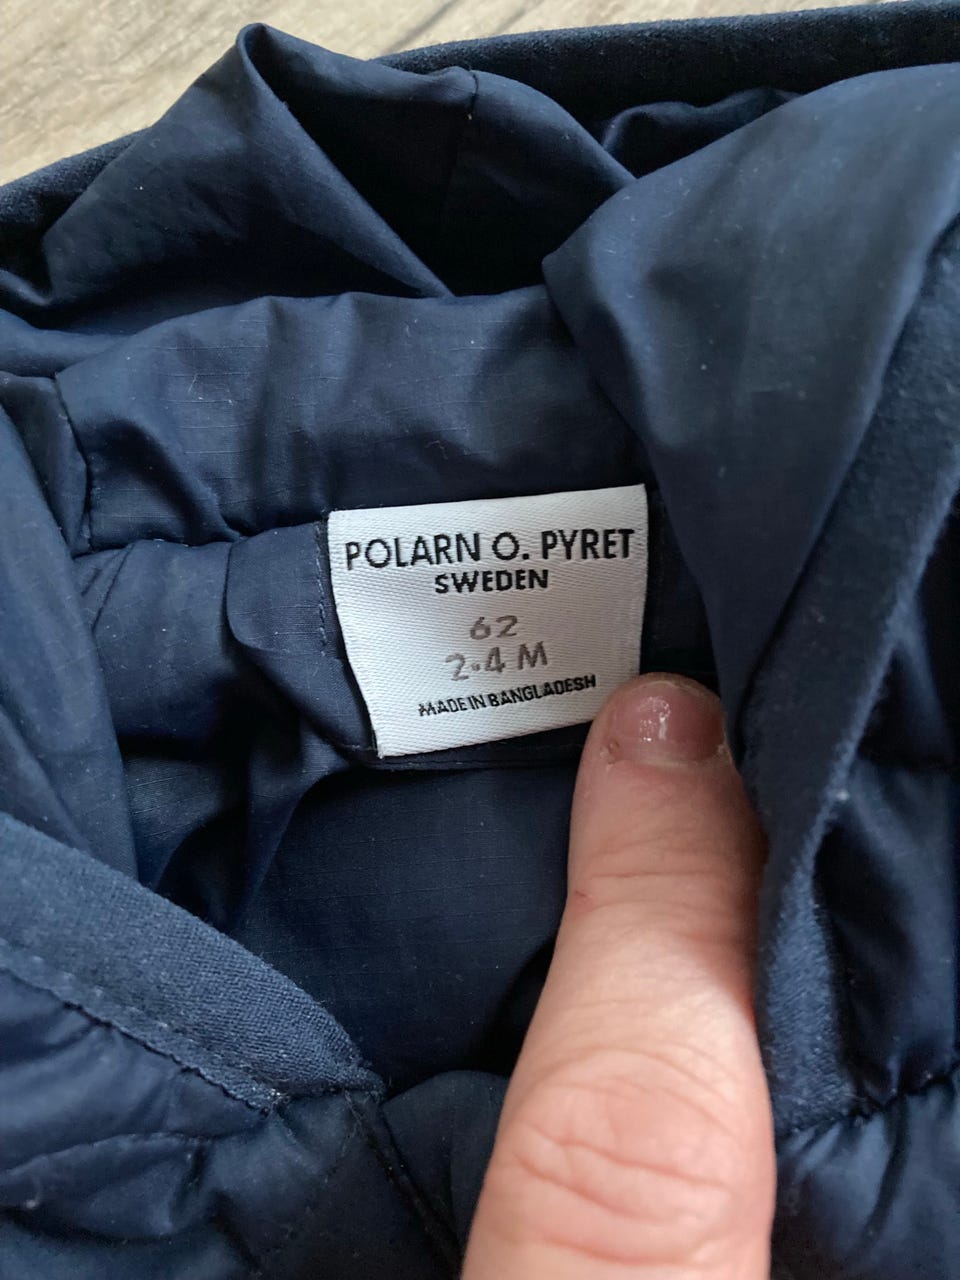 POLARN O. PYRET
SWEDEN
62
2-4 M
MADE IN BANGLADESH